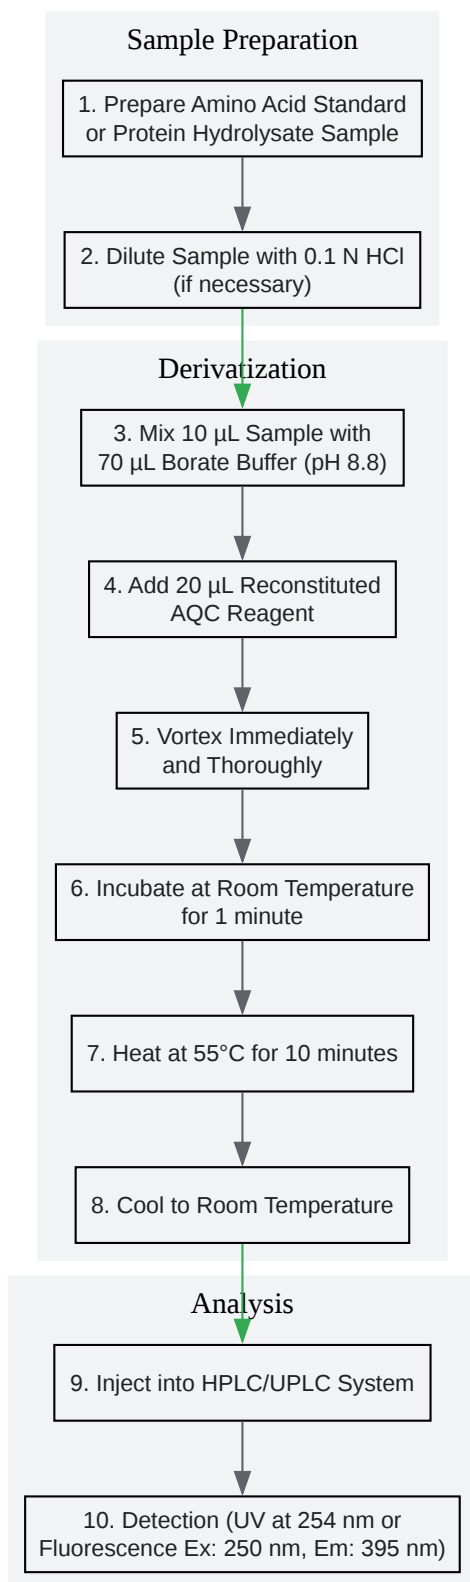 Sample Preparation
1. Prepare Amino Acid Standard
or Protein Hydrolysate Sample
2. Dilute Sample with 0.1 N HCl
(if necessary)
Derivatization
3. Mix 10 µL Sample with
70 µL Borate Buffer (pH 8.8)
4. Add 20 µL Reconstituted
AQC Reagent
5. Vortex Immediately
and Thoroughly
6. Incubate at Room Temperature
for 1 minute
7. Heat at 55°C for 10 minutes
8. Cool to Room Temperature
Analysis
9. Inject into HPLC/UPLC System
10. Detection (UV at 254 nm or
Fluorescence Ex: 250 nm, Em: 395 nm)